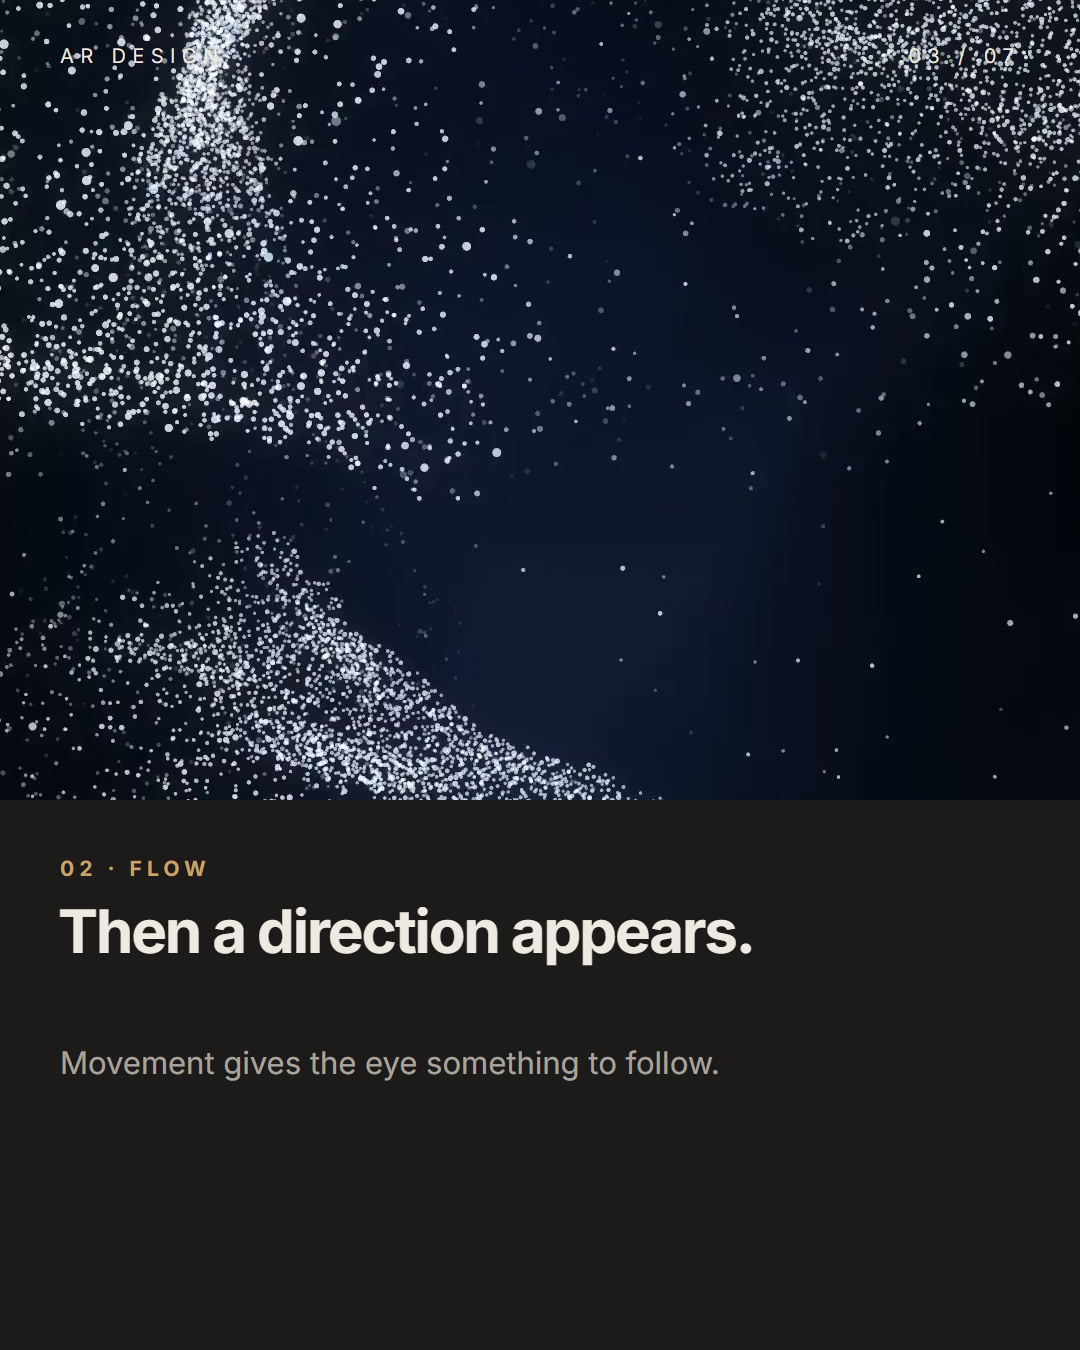 AR DESIGN
03 / 07
02 · FLOW
Then a direction appears.
Movement gives the eye something to follow.